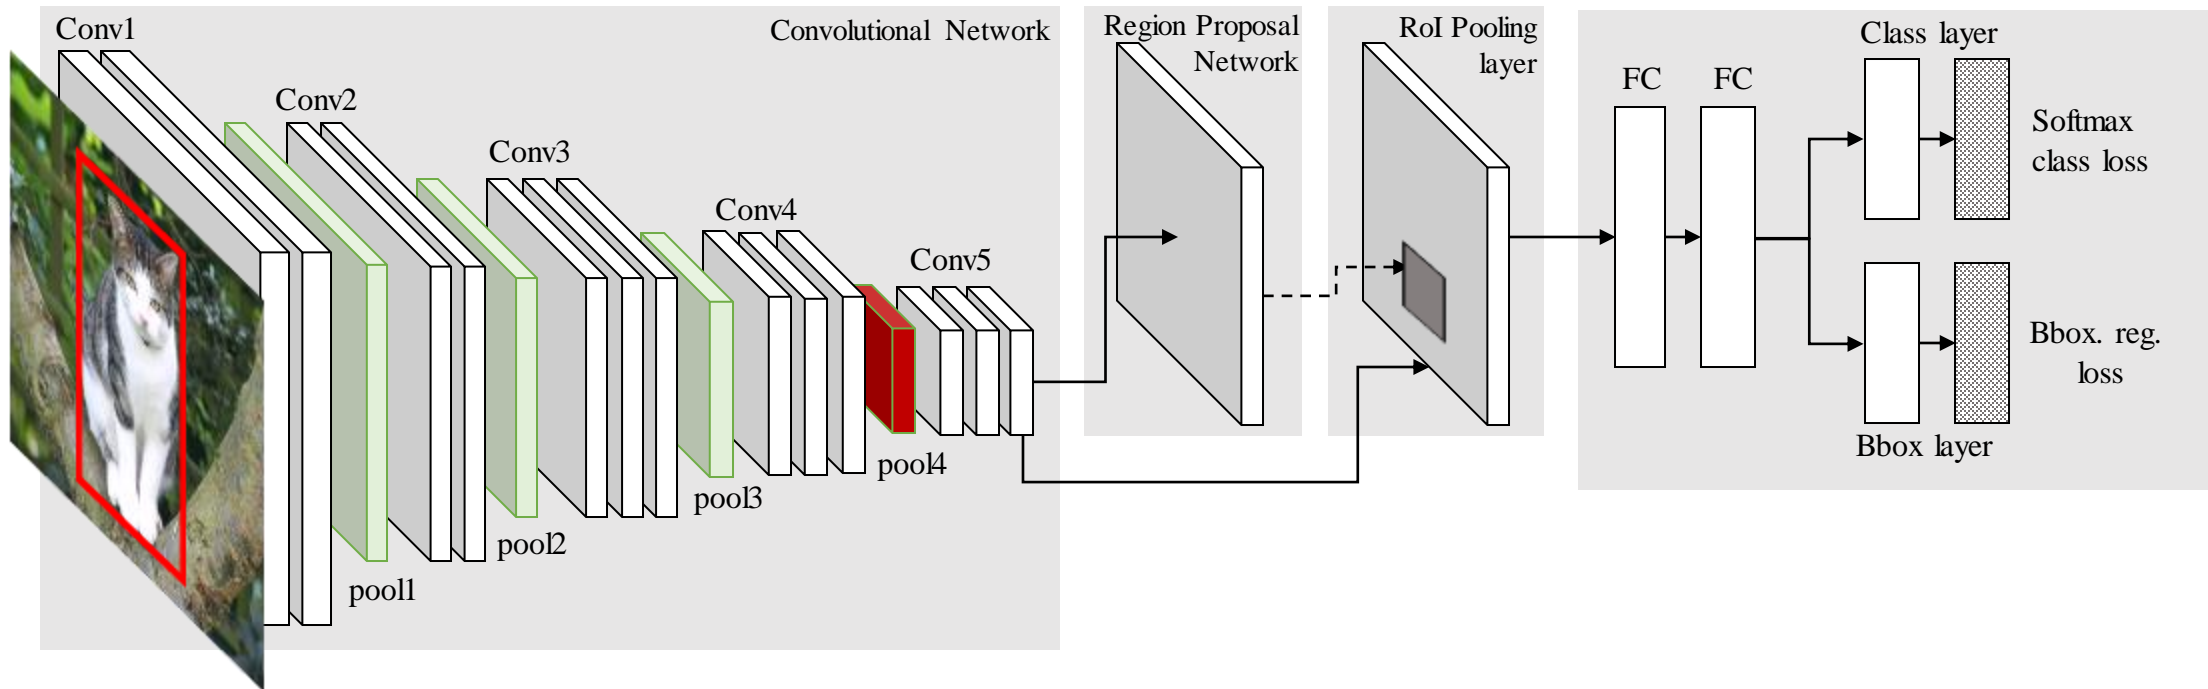 Conv1
Convolutional Network
Conv2
Conv3
Conv4
Conv5
pool1
pool2
pool3
pool4
Region Proposal
Network
RoI Pooling
layer
FC
FC
Class layer
Softmax
class loss
Bbox. reg.
loss
Bbox layer